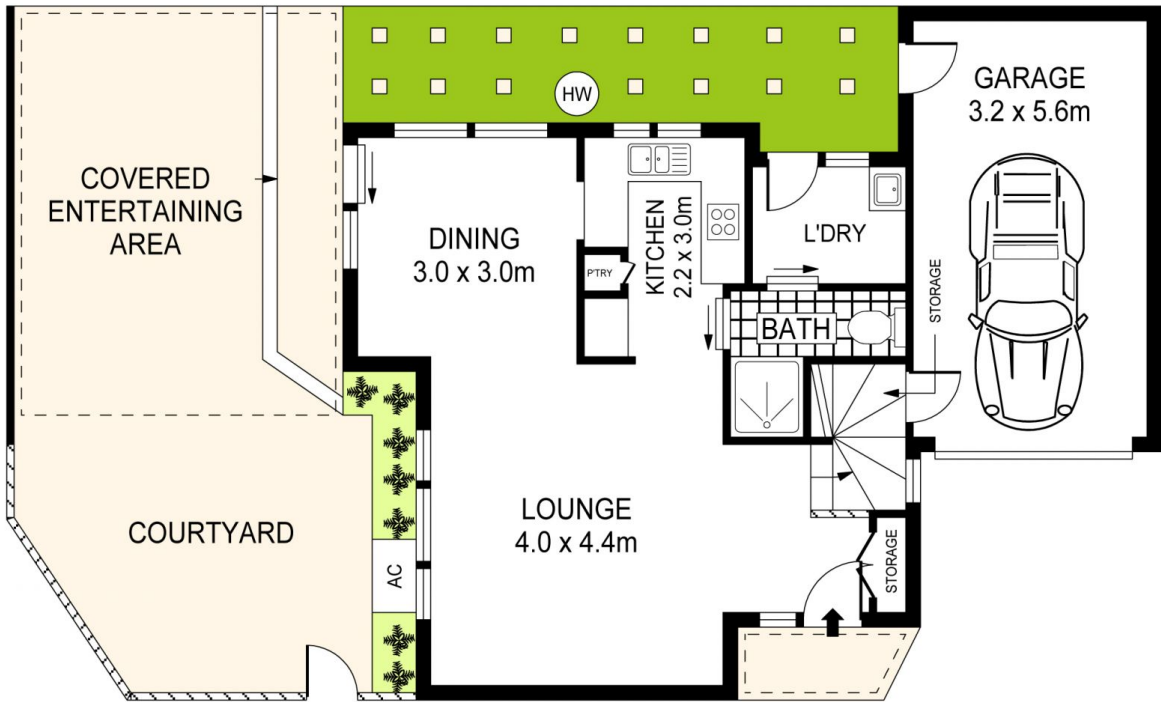 HW
GARAGE
3.2 x 5.6m
COVERED
ENTERTAINING
AREA
DINING
3.0 x 3.0m
KITCHEN
2.2 x 3.0m
P'TRY
L'DRY
STORAGE
BATH
LOUNGE
4.0 x 4.4m
COURTYARD
AC
STORAGE